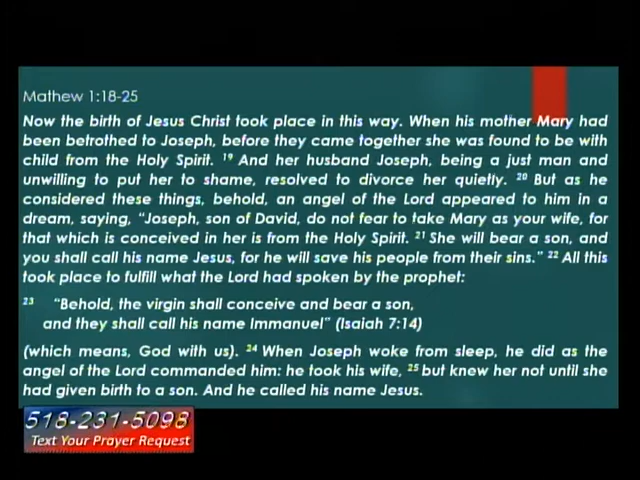 Mathew 1:18-25
Now the birth of Jesus Christ took place in this way. When his mother Mary had
been betrothed to Joseph, before they came together she was found to be with
child from the Holy Spirit. 19 And her husband Joseph, being a just man and
unwilling to put her to shame, resolved to divorce her quietly. 20 But as he
considered these things, behold, an angel of the Lord appeared to him in a
dream, saying, “Joseph, son of David, do not fear to take Mary as your wife, for
that which is conceived in her is from the Holy Spirit. 21 She will bear a son, and
you shall call his name Jesus, for he will save his people from their sins.” 22 All this
took place to fulfill what the Lord had spoken by the prophet:
23 “Behold, the virgin shall conceive and bear a son,
and they shall call his name Immanuel” (Isaiah 7:14)
(which means, God with us). 24 When Joseph woke from sleep, he did as the
angel of the Lord commanded him: he took his wife, 25 but knew her not until she
had given birth to a son. And he called his name Jesus.
518-231-5098
Text Your Prayer Request